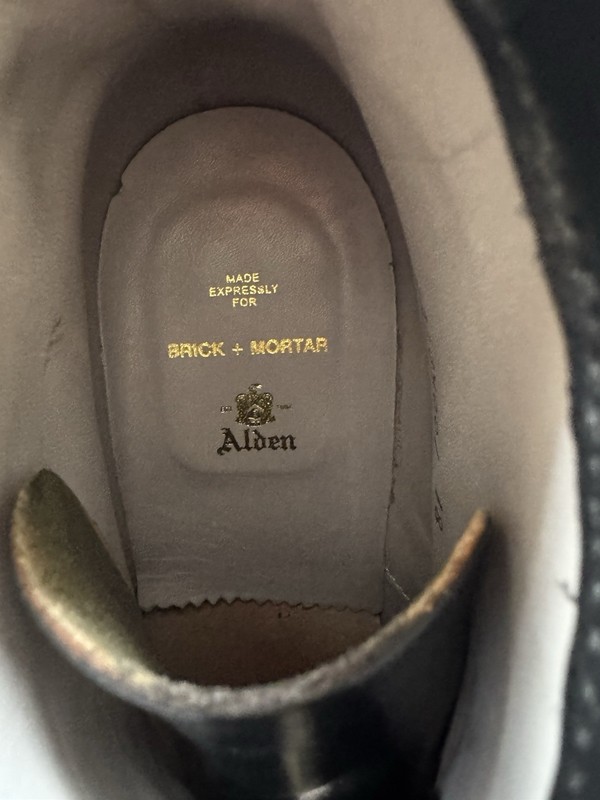 MADE
EXPRESSLY
FOR
BRICK + MORTAR
Alden